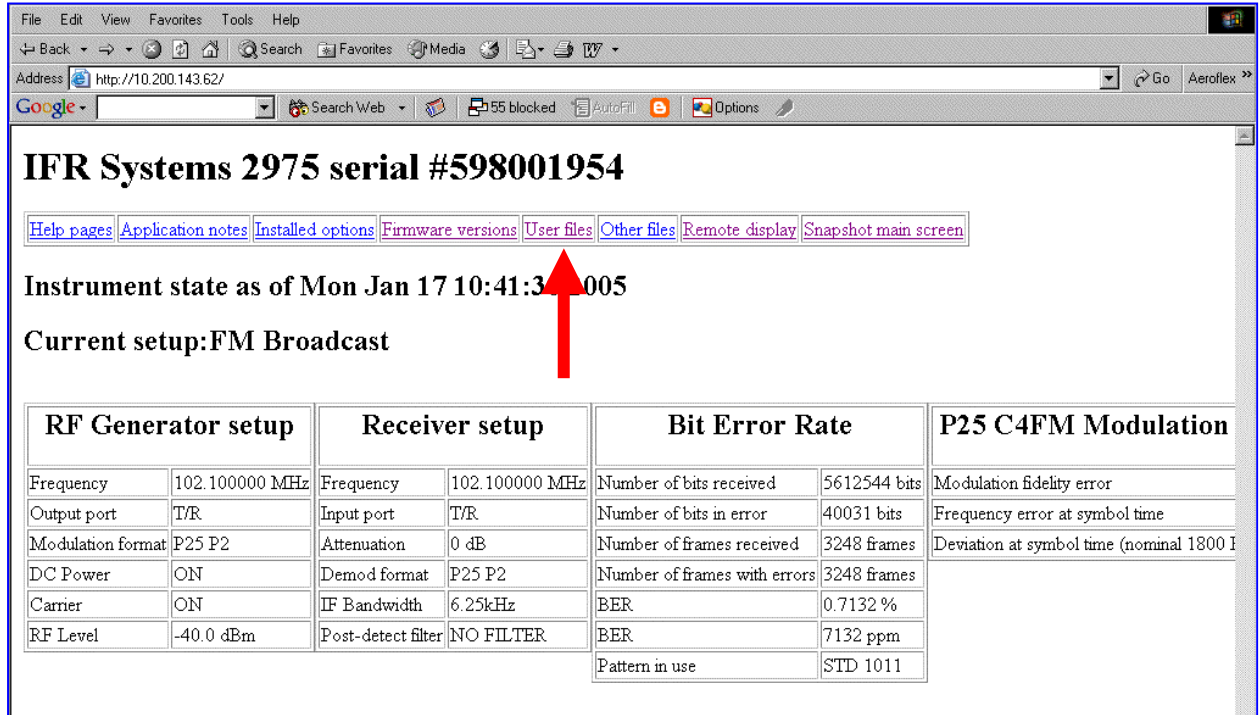 File Edit View Favorites Tools Help
Back Search Favorites Media
Address http://10.200.143.62/ Go Aeroflex »
Google Search Web 55 blocked AutoFill Options
IFR Systems 2975 serial #598001954
Help pages Application notes Installed options Firmware versions User files Other files Remote display Snapshot main screen
Instrument state as of Mon Jan 17 10:41:3 005
Current setup:FM Broadcast
RF Generator setup
Frequency 102.100000 MHz
Output port T/R
Modulation format P25 P2
DC Power ON
Carrier ON
RF Level -40.0 dBm
Receiver setup
Frequency 102.100000 MHz
Input port T/R
Attenuation 0 dB
Demod format P25 P2
IF Bandwidth 6.25kHz
Post-detect filter NO FILTER
Bit Error Rate
Number of bits received 5612544 bits
Number of bits in error 40031 bits
Number of frames received 3248 frames
Number of frames with errors 3248 frames
BER 0.7132 %
BER 7132 ppm
Pattern in use STD 1011
P25 C4FM Modulation
Modulation fidelity error
Frequency error at symbol time
Deviation at symbol time (nominal 1800